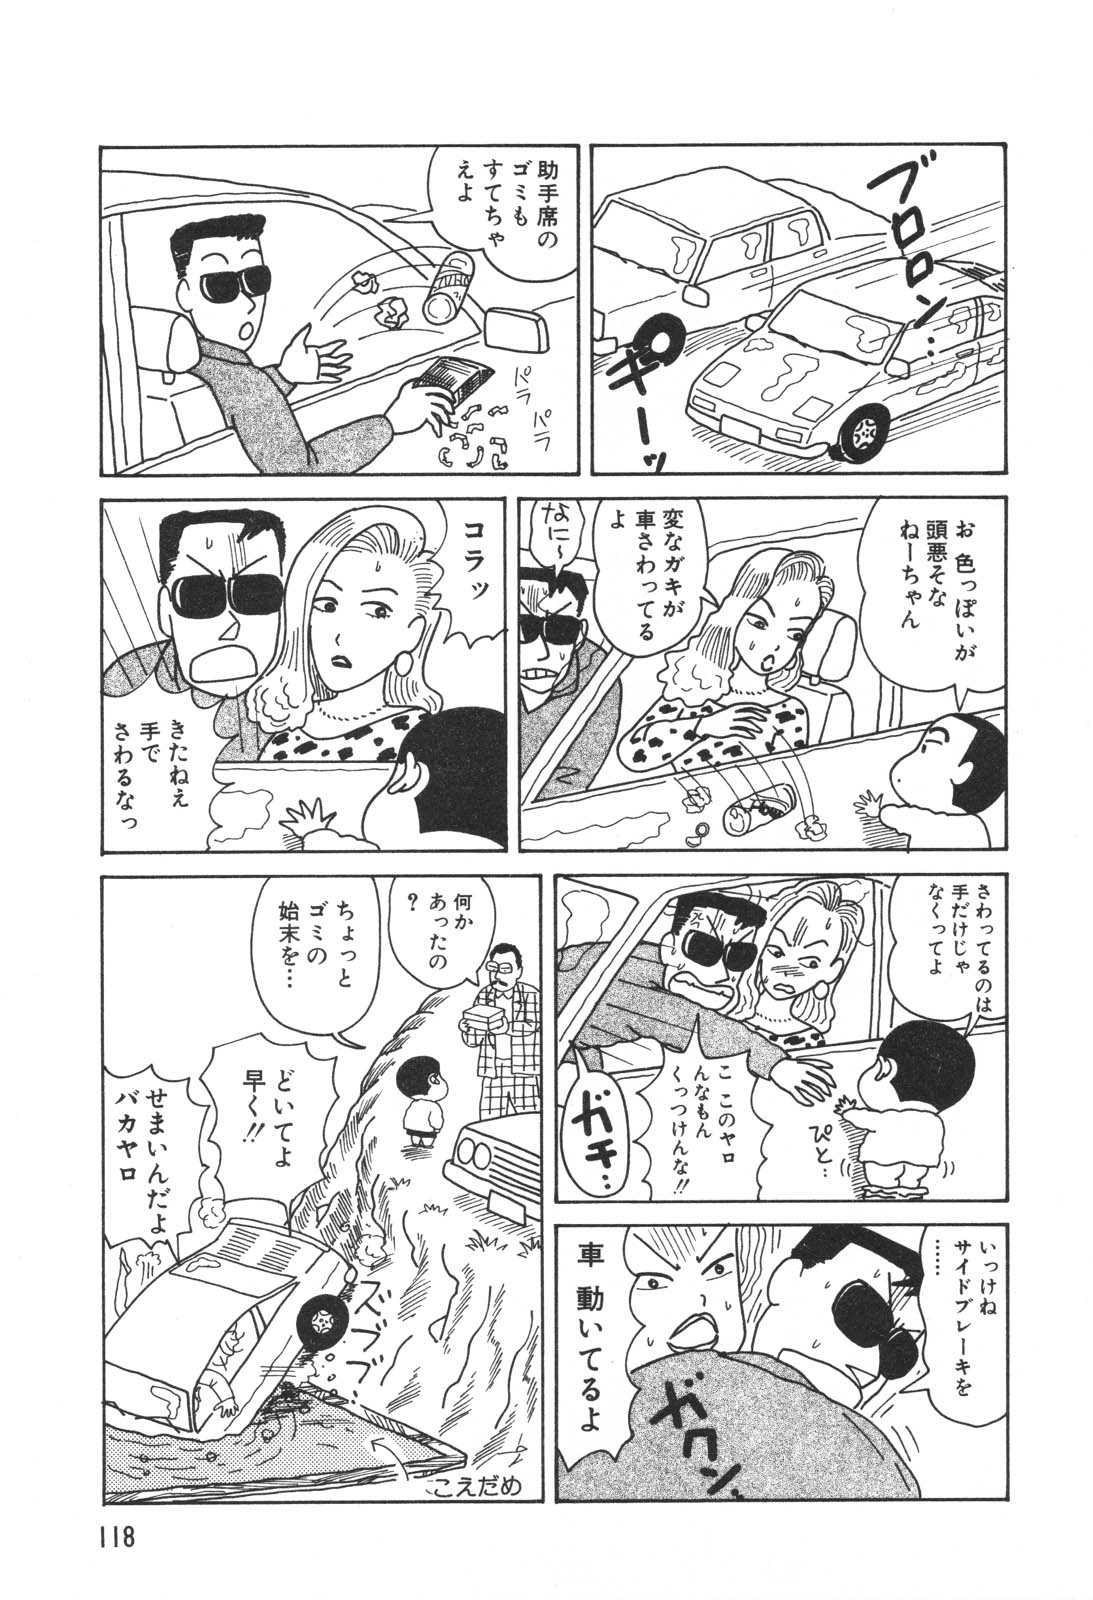 ブロロロン…
キキーーッ
助手席の
ゴミも
すてちゃ
えよ
パラ
パラ
お色っぽいが
頭悪そな
ねーちゃん
変なガキが
車さわってる
よ
なに〜
コラッ
きたねえ
手で
さわるなっ
さわってるのは
手だけじゃ
なくってよ
ぴと…
こ このヤロ
んなもん
くっつけんな!!
ガチ…
いっけね
サイドブレーキを
……
車動いてるよ
ガクン
何か
あったの
?
ちょっと
ゴミの
始末を…
どいてよ
早く!!
せまいんだよ
バカヤロ
ズブブ…
こえだめ
118